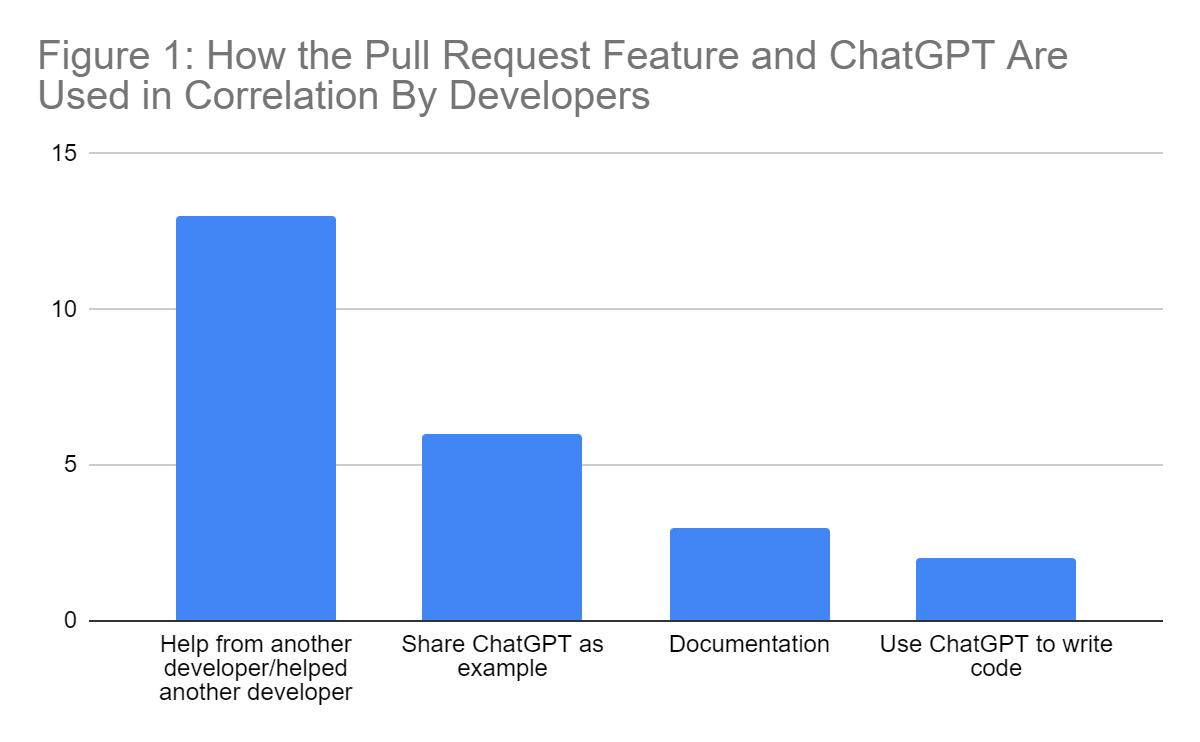 Figure 1: How the Pull Request Feature and ChatGPT Are
Used in Correlation By Developers
15
10
5
0
Help from another
developer/helped
another developer
Share ChatGPT as
example
Documentation
Use ChatGPT to write
code